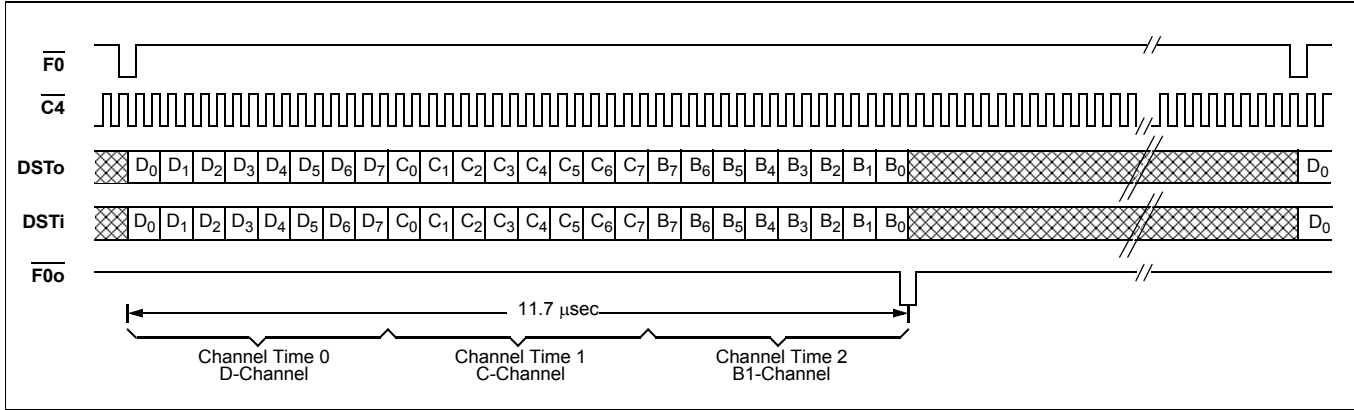 F0
C4
DSTo D0 D1 D2 D3 D4 D5 D6 D7 C0 C1 C2 C3 C4 C5 C6 C7 B7 B6 B5 B4 B3 B2 B1 B0 D0
DSTi D0 D1 D2 D3 D4 D5 D6 D7 C0 C1 C2 C3 C4 C5 C6 C7 B7 B6 B5 B4 B3 B2 B1 B0 D0
F0o
11.7 μsec
Channel Time 0 Channel Time 1 Channel Time 2
D-Channel C-Channel B1-Channel